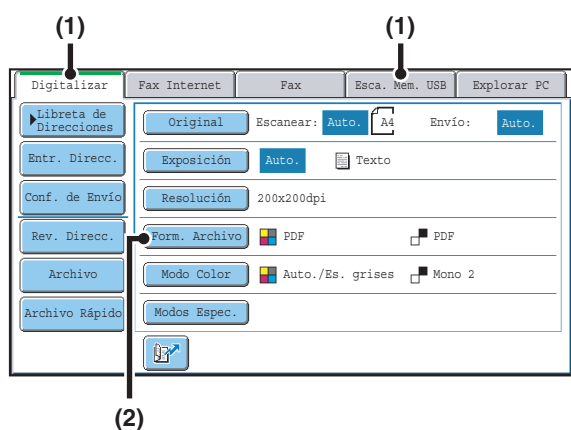 (1) (1)
Digitalizar Fax Internet Fax Esca. Mem. USB Explorar PC
Libreta de Direcciones
Original Escanear: Auto. A4 Envío: Auto.
Entr. Direcc. Exposición Auto. Texto
Conf. de Envío Resolución 200x200dpi
Rev. Direcc. Form. Archivo PDF PDF
Archivo Modo Color Auto./Es. grises Mono 2
Archivo Rápido Modos Espec.
(2)